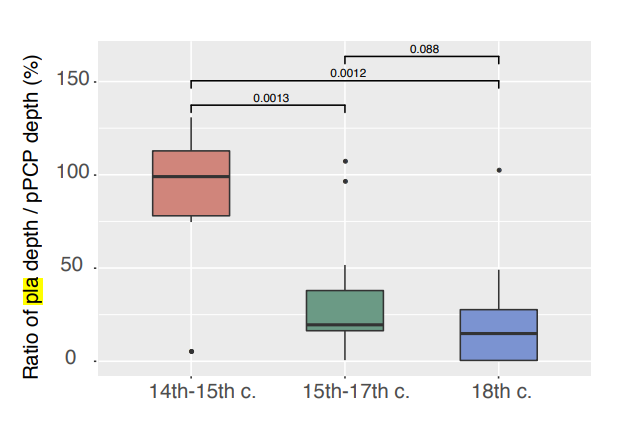 Ratio of pla depth / pPCP depth (%)
150
100
50
0
0.088
0.0012
0.0013
14th-15th c.
15th-17th c.
18th c.